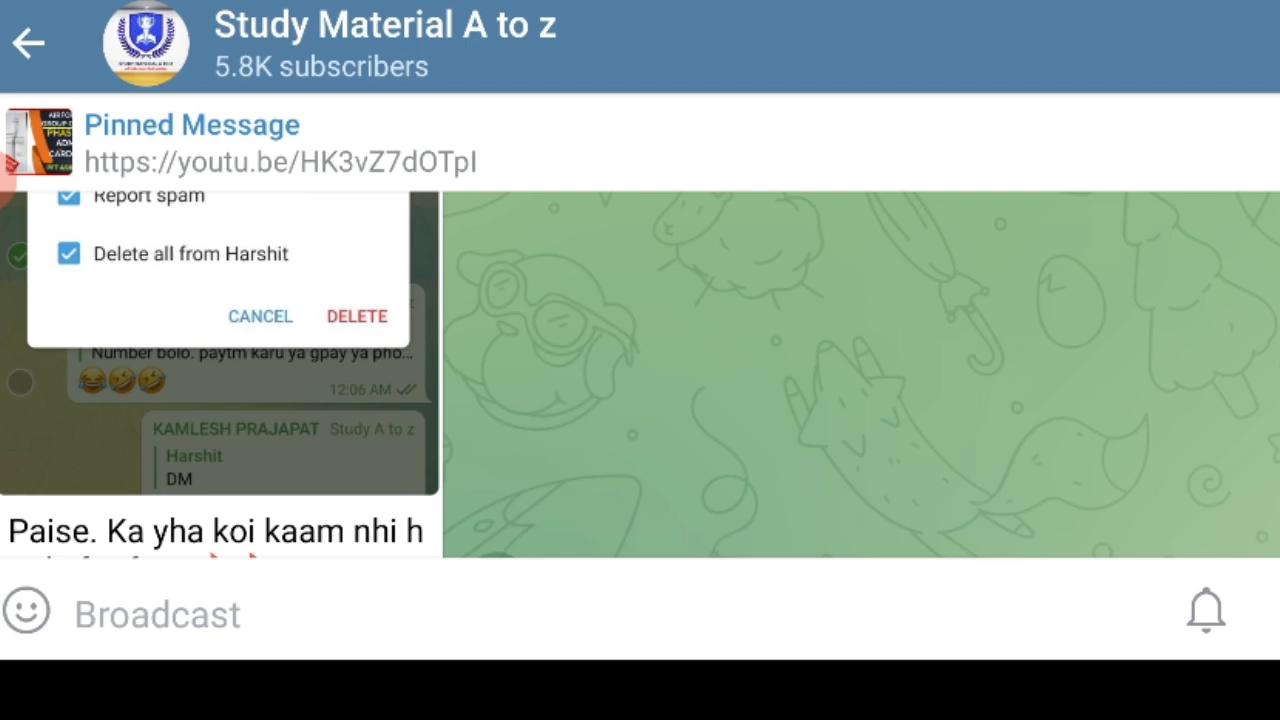 Study Material A to z
5.8K subscribers
Pinned Message
https://youtu.be/HK3vZ7dOTpI
Report spam
Delete all from Harshit
CANCEL DELETE
Number bolo. paytm karu ya gpay ya pho...
😂🤣🤣
12:06 AM
KAMLESH PRAJAPAT Study A to z
Harshit
DM
Paise. Ka yha koi kaam nhi h
Broadcast